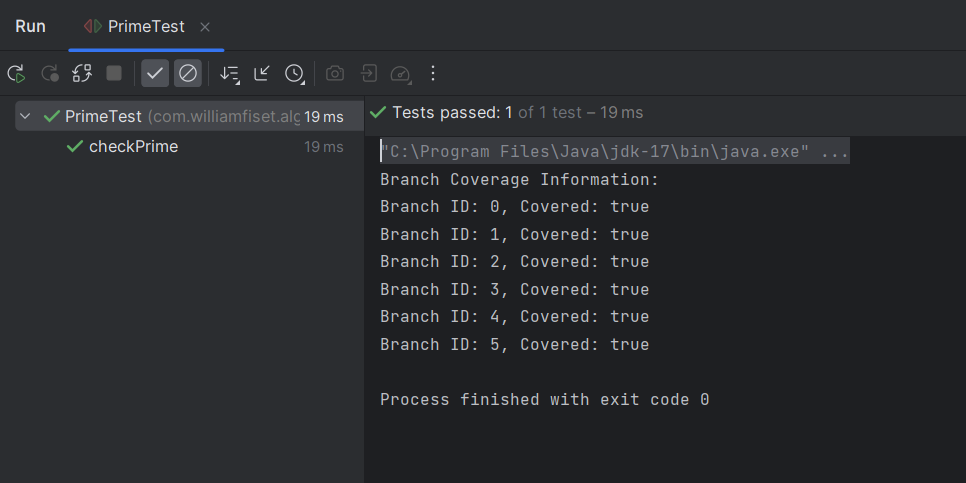 Run PrimeTest
PrimeTest (com.williamfiset.alg 19 ms
checkPrime 19 ms
Tests passed: 1 of 1 test – 19 ms
"C:\Program Files\Java\jdk-17\bin\java.exe" ...
Branch Coverage Information:
Branch ID: 0, Covered: true
Branch ID: 1, Covered: true
Branch ID: 2, Covered: true
Branch ID: 3, Covered: true
Branch ID: 4, Covered: true
Branch ID: 5, Covered: true
Process finished with exit code 0